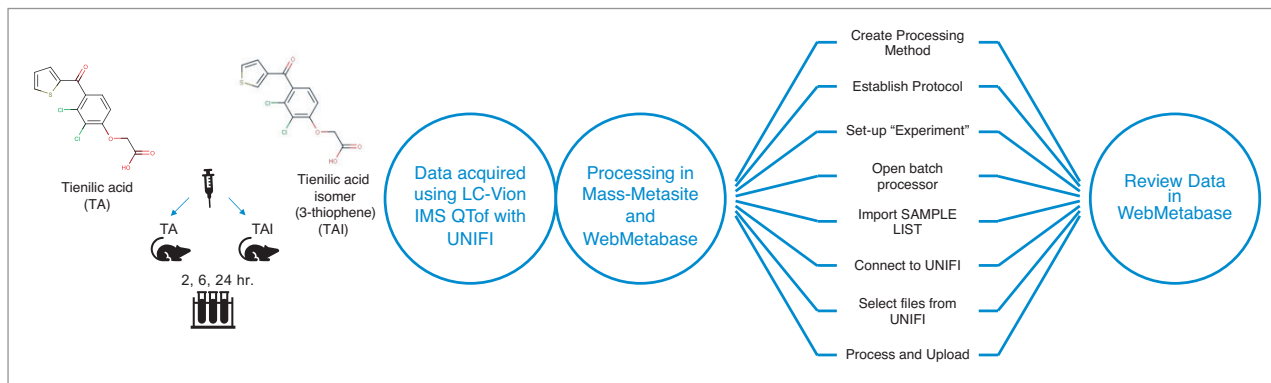 S
O
Cl
Cl
O
O
HO
Tienilic acid
(TA)
S
O
Cl
Cl
O
O
HO
Tienilic acid
isomer
(3-thiophene)
(TAI)
TA
TAI
2, 6, 24 hr.
Data acquired
using LC-Vion
IMS QTof with
UNIFI
Processing in
Mass-Metasite
and
WebMetabase
Create Processing
Method
Establish Protocol
Set-up “Experiment”
Open batch
processor
Import SAMPLE
LIST
Connect to UNIFI
Select files from
UNIFI
Process and Upload
Review Data
in
WebMetabase